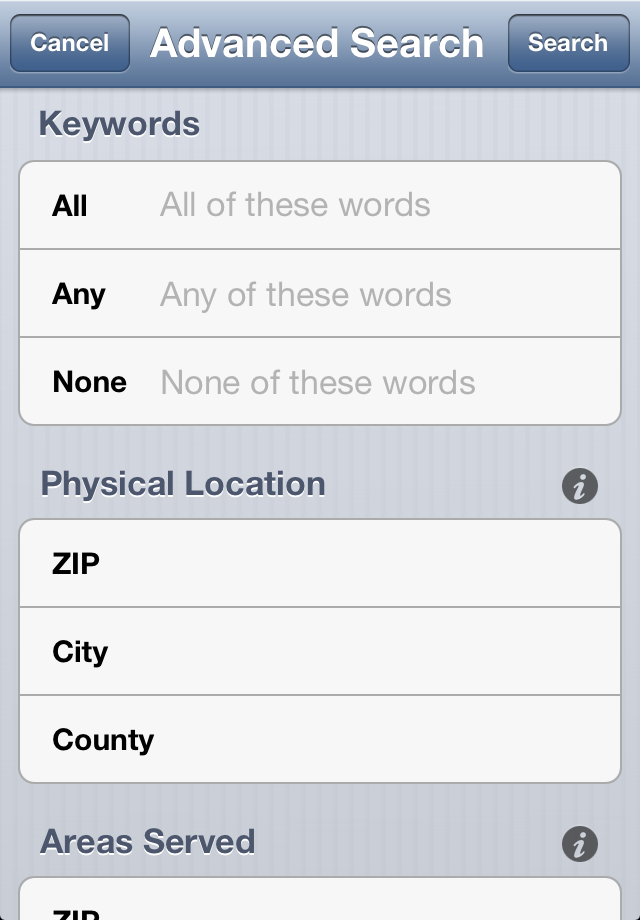 Cancel Advanced Search Search
Keywords
All All of these words
Any Any of these words
None None of these words
Physical Location
ZIP
City
County
Areas Served
ZIP